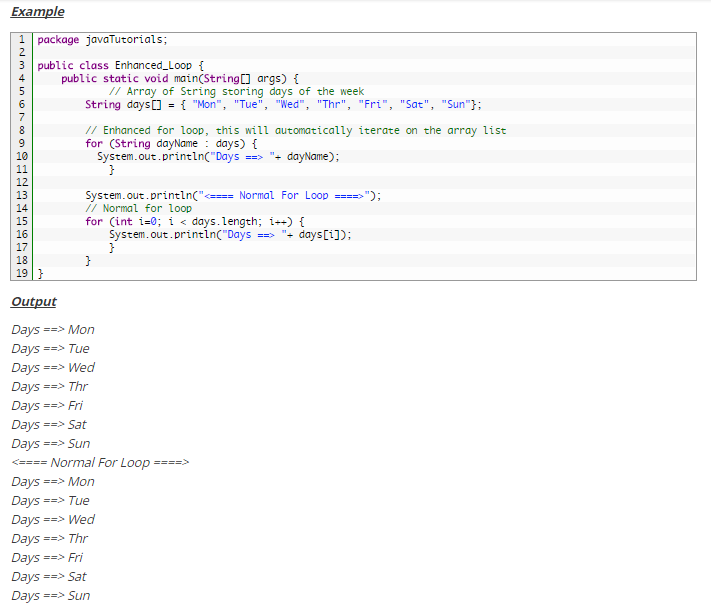 Example
1 package javaTutorials;
2
3 public class Enhanced_Loop {
4 public static void main(String[] args) {
5 // Array of String storing days of the week
6 String days[] = { "Mon", "Tue", "Wed", "Thr", "Fri", "Sat", "Sun"};
7
8 // Enhanced for loop, this will automatically iterate on the array list
9 for (String dayName : days) {
10 System.out.println("Days ==> "+ dayName);
11 }
12
13 System.out.println("<==== Normal For Loop ====>");
14 // Normal for loop
15 for (int i=0; i < days.length; i++) {
16 System.out.println("Days ==> "+ days[i]);
17 }
18 }
19 }
Output
Days ==> Mon
Days ==> Tue
Days ==> Wed
Days ==> Thr
Days ==> Fri
Days ==> Sat
Days ==> Sun
<==== Normal For Loop ====>
Days ==> Mon
Days ==> Tue
Days ==> Wed
Days ==> Thr
Days ==> Fri
Days ==> Sat
Days ==> Sun